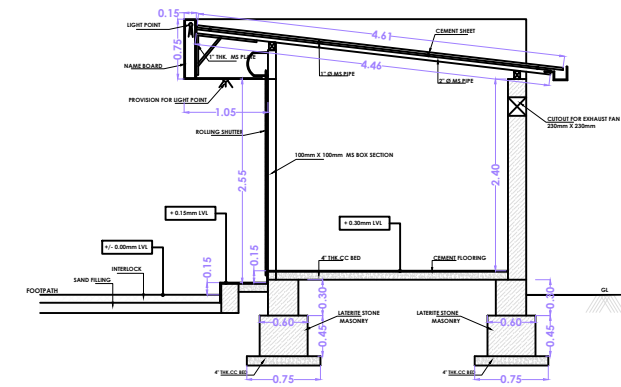 0.15
LIGHT POINT
4.61
CEMENT SHEET
0.75
1" THK. MS PLATE
4.46
NAME BOARD
1" Ø MS PIPE
2" Ø MS PIPE
PROVISION FOR LIGHT POINT
1.05
CUTOUT FOR EXHAUST FAN
230mm X 230mm
ROLLING SHUTTER
100mm X 100mm MS BOX SECTION
2.55
2.40
+ 0.15mm LVL
+ 0.30mm LVL
+/- 0.00mm LVL
0.15
0.15
4" THK.CC BED
CEMENT FLOORING
INTERLOCK
SAND FILLING
FOOTPATH
GL
0.30
0.30
LATERITE STONE
MASONRY
LATERITE STONE
MASONRY
0.60
0.60
0.45
0.45
4" THK.CC BED
4" THK.CC BED
0.75
0.75